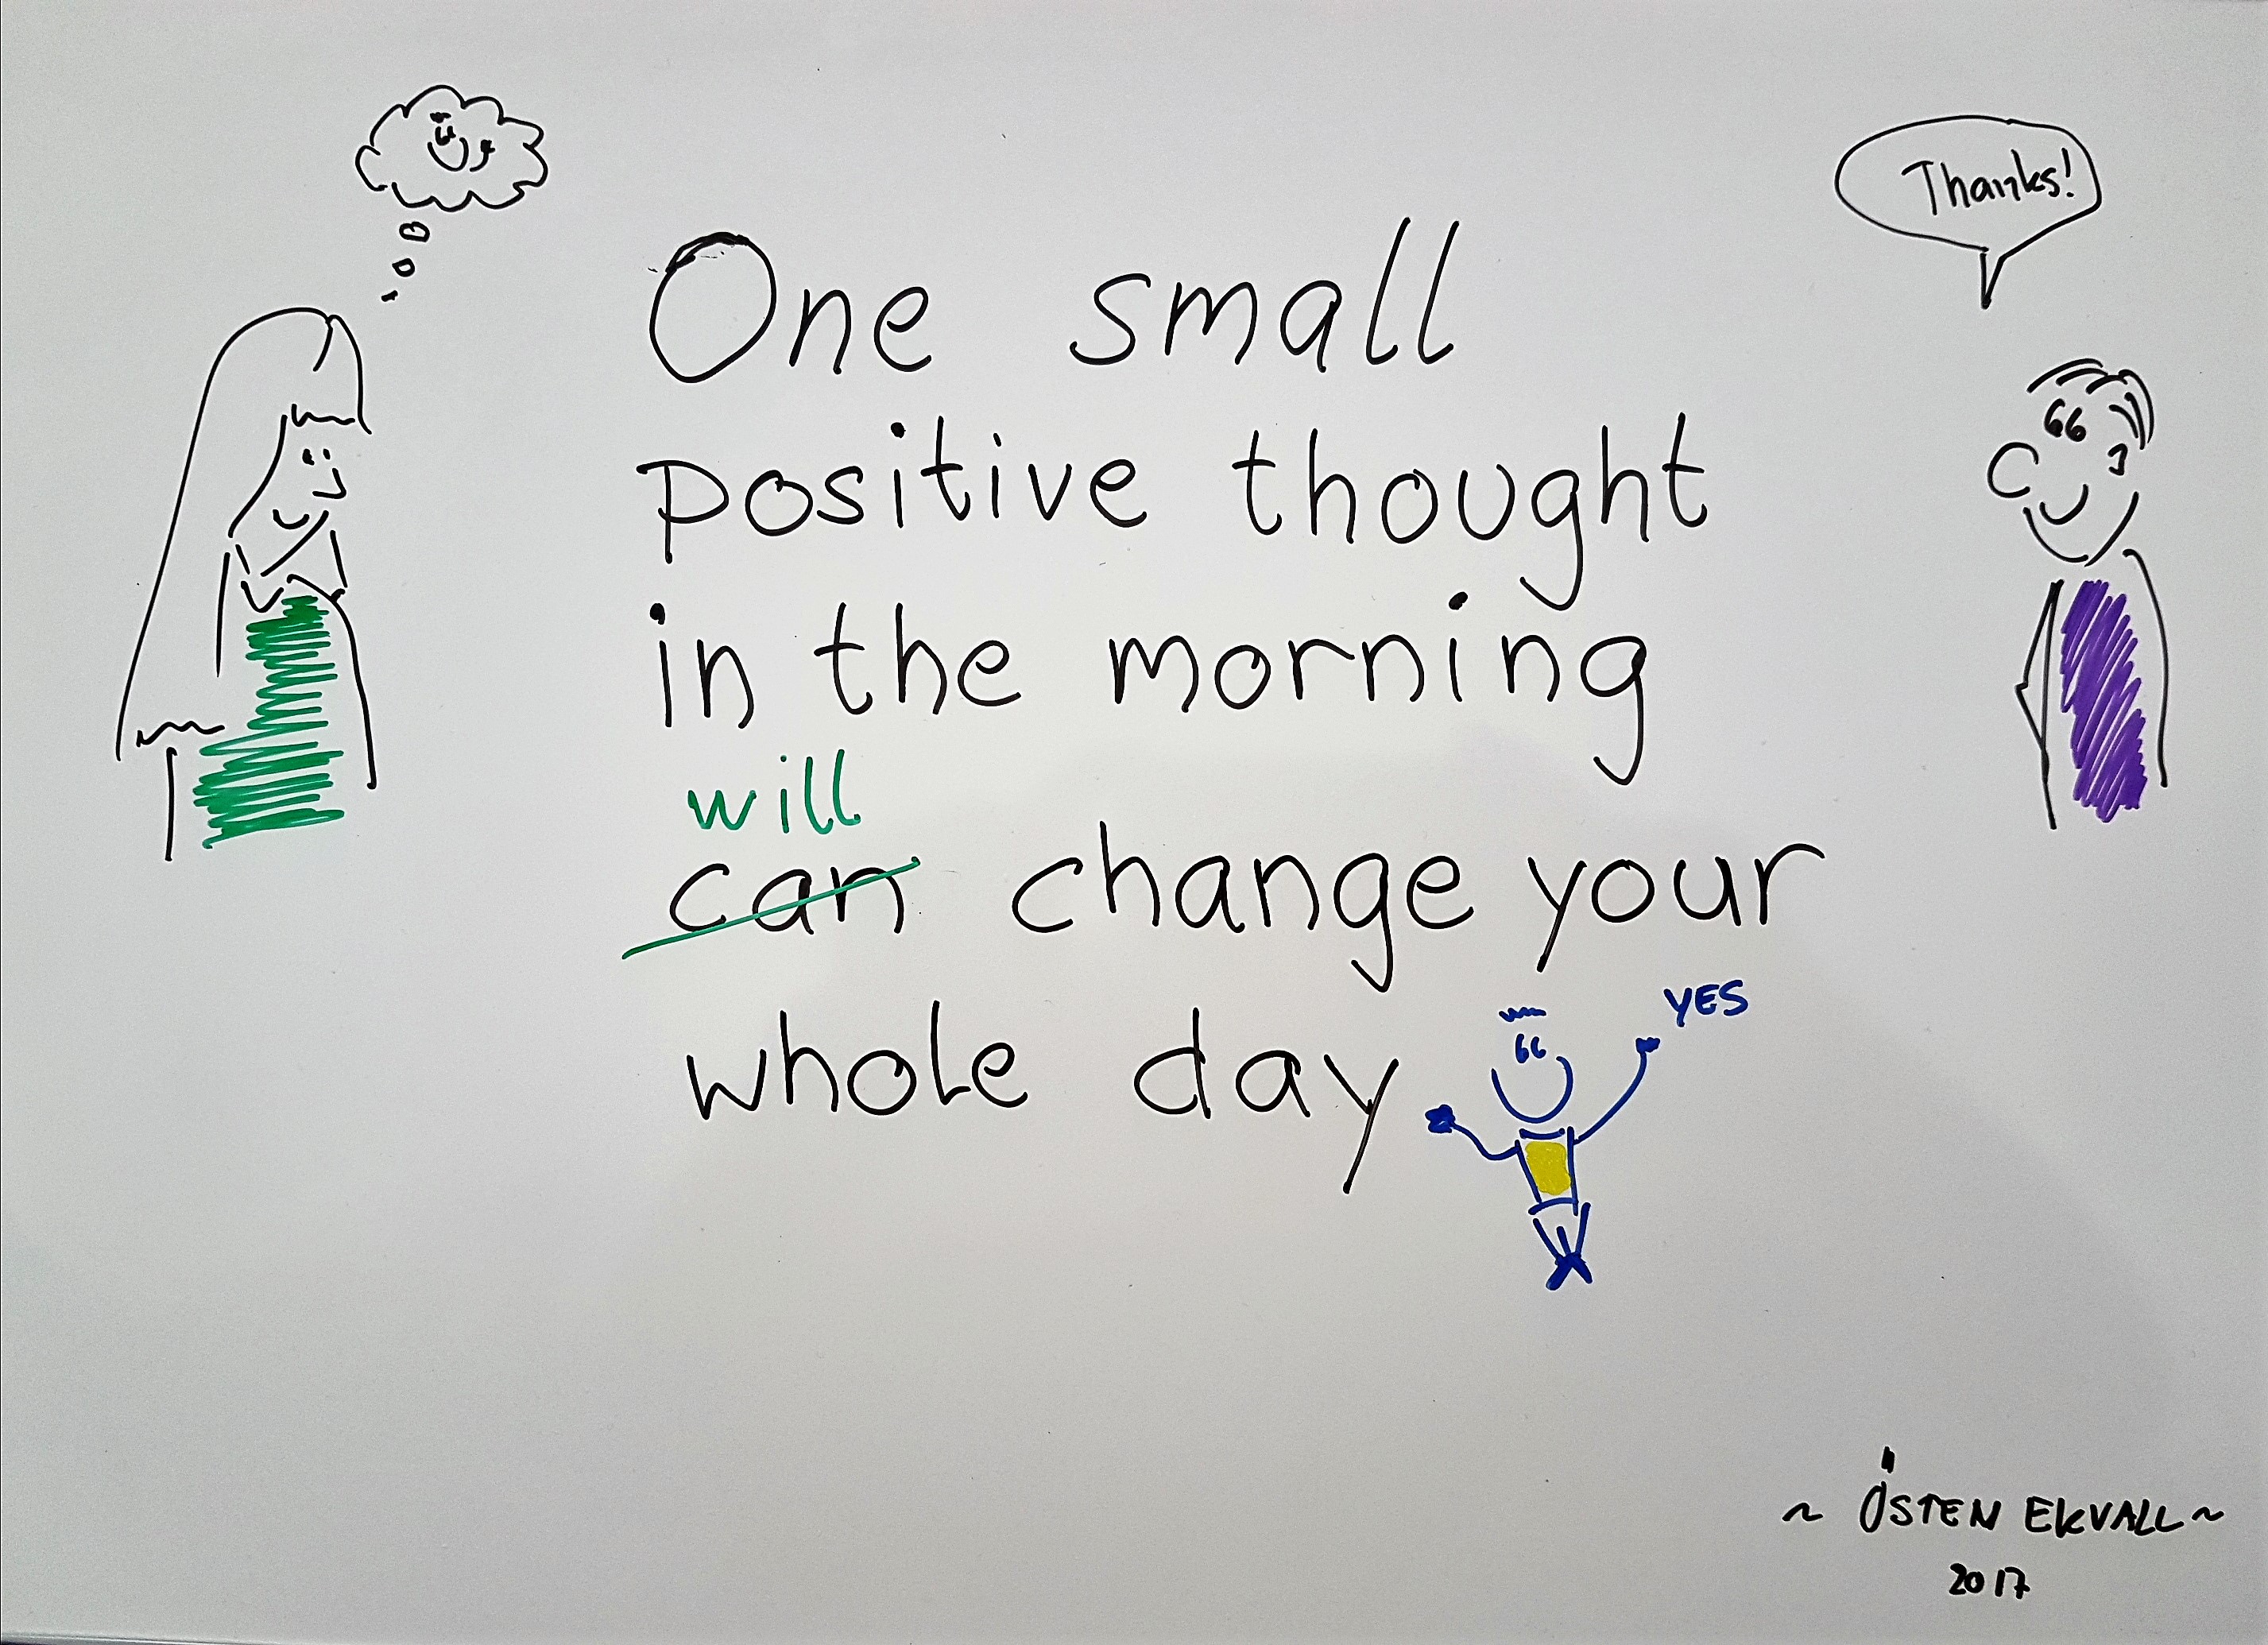 Thanks!
One small
positive thought
in the morning
will
can change your
whole day
YES
~ ÖSTEN EKVALL ~
2017